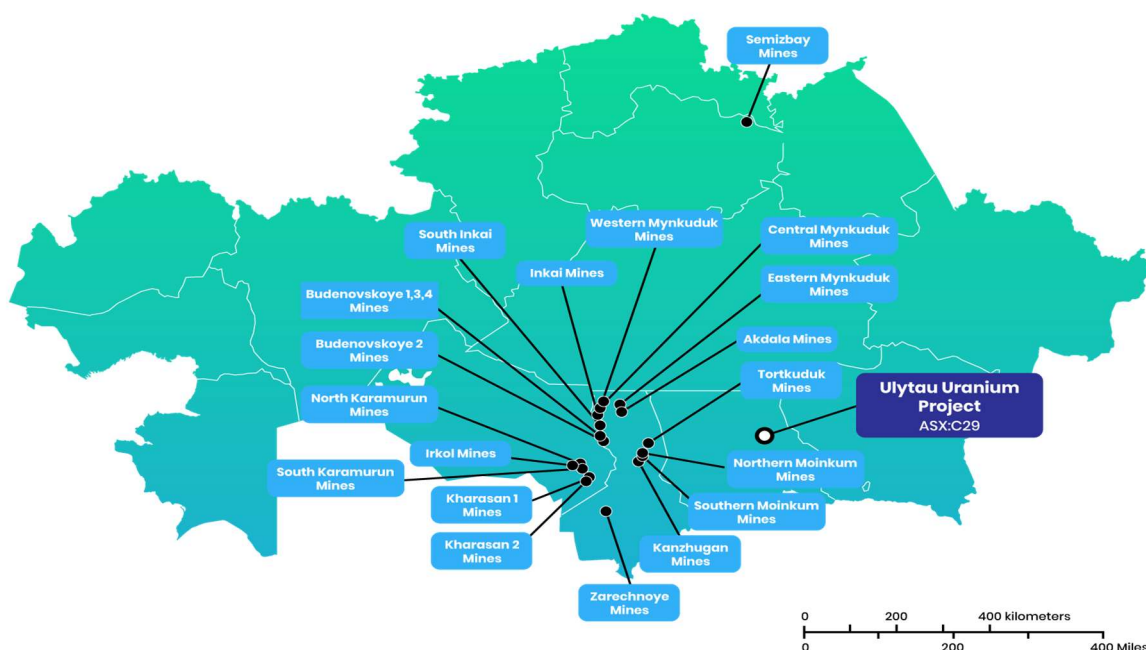 Semizbay
Mines
Western Mynkuduk
Mines
Central Mynkuduk
Mines
South Inkai
Mines
Inkai Mines
Eastern Mynkuduk
Mines
Budenovskoye 1,3,4
Mines
Budenovskoye 2
Mines
Akdala Mines
Tortkuduk
Mines
Ulytau Uranium
Project
ASX:C29
North Karamurun
Mines
Irkol Mines
South Karamurun
Mines
Northern Moinkum
Mines
Kharasan 1
Mines
Southern Moinkum
Mines
Kharasan 2
Mines
Kanzhugan
Mines
Zarechnoye
Mines
0 200 400 kilometers
0 200 400 Miles